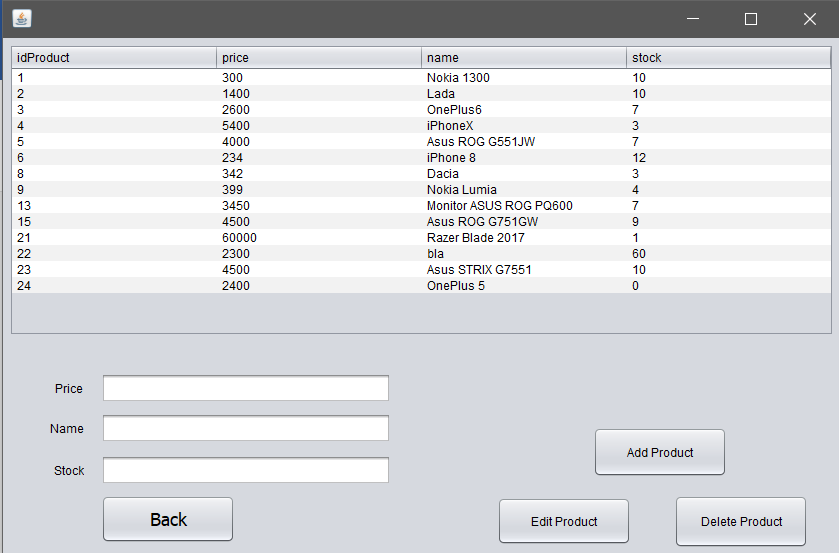 idProduct price name stock
1 300 Nokia 1300 10
2 1400 Lada 10
3 2600 OnePlus6 7
4 5400 iPhoneX 3
5 4000 Asus ROG G551JW 7
6 234 iPhone 8 12
8 342 Dacia 3
9 399 Nokia Lumia 4
13 3450 Monitor ASUS ROG PQ600 7
15 4500 Asus ROG G751GW 9
21 60000 Razer Blade 2017 1
22 2300 bla 60
23 4500 Asus STRIX G7551 10
24 2400 OnePlus 5 0
Price
Name
Stock
Add Product
Back
Edit Product
Delete Product